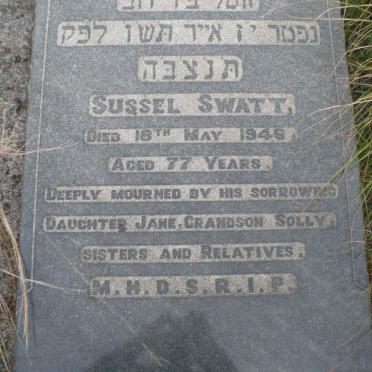 נפטר יז אייר תשו לפק
תנצבה
SUSSEL SWATT.
DIED 18TH MAY 1946.
AGED 77 YEARS.
DEEPLY MOURNED BY HIS SORROWING
DAUGHTER JANE, GRANDSON SOLLY,
SISTERS AND RELATIVES.
M.H.D.S.R.I.P.